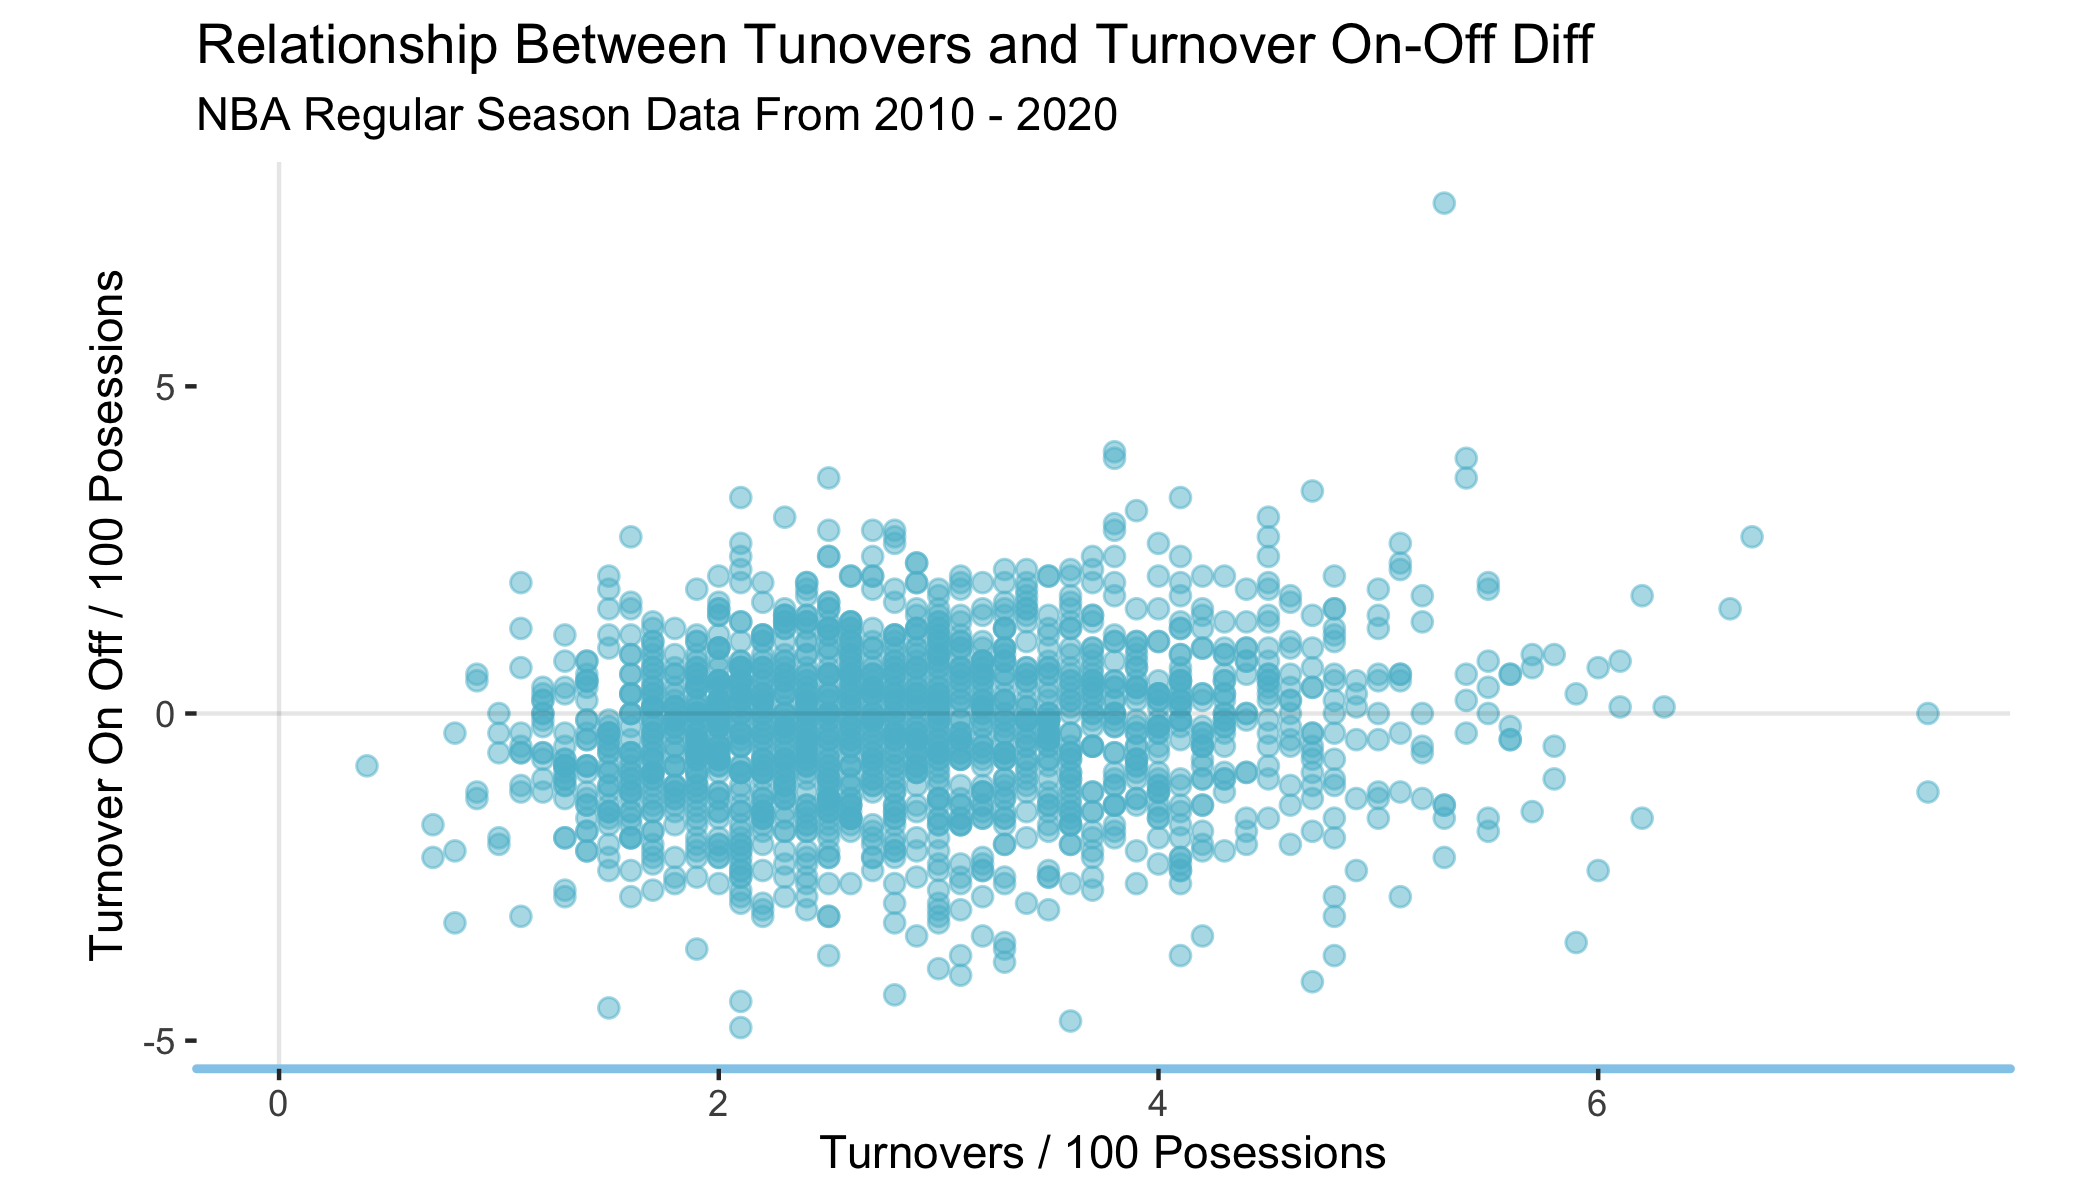 Relationship Between Tunovers and Turnover On-Off Diff
NBA Regular Season Data From 2010 - 2020
Turnover On Off / 100 Posessions
5
0
-5
0
2
4
6
Turnovers / 100 Posessions